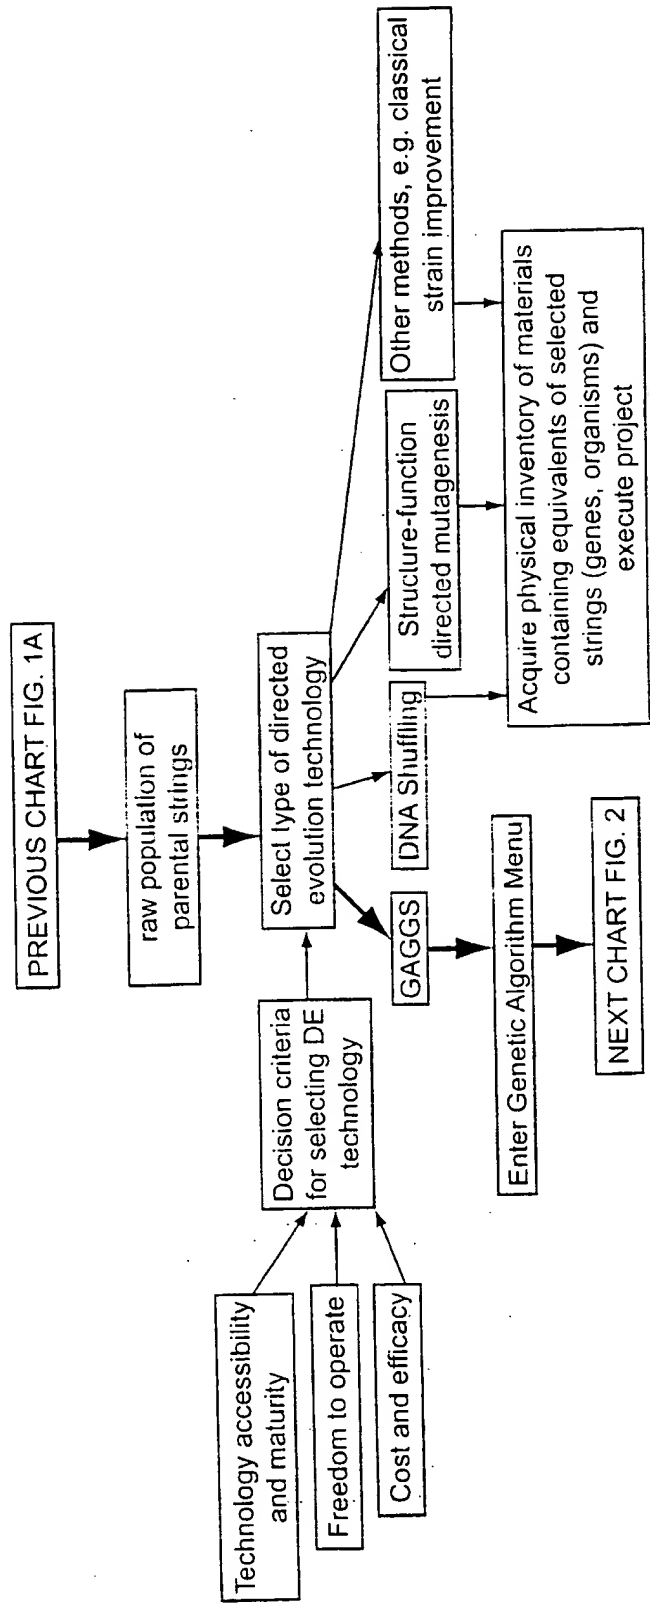 PREVIOUS CHART FIG. 1A
raw population of
parental strings
Technology accessibility
and maturity
Freedom to operate
Cost and efficacy
Decision criteria
for selecting DE
technology
Select type of directed
evolution technology
GAGGS
DNA Shuffling
Structure-function
directed mutagenesis
Other methods, e.g. classical
strain improvement
Enter Genetic Algorithm Menu
Acquire physical inventory of materials
containing equivalents of selected
strings (genes, organisms) and
execute project
NEXT CHART FIG. 2